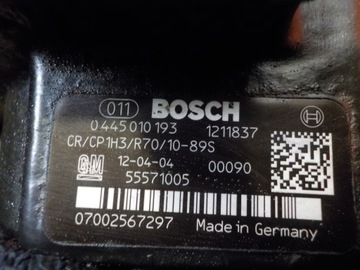 011 BOSCH
0 445 010 193 1211837
CR/CP1H3/R70/10-89S
GM 12-04-04 00090
55571005
07002567297 Made in Germany